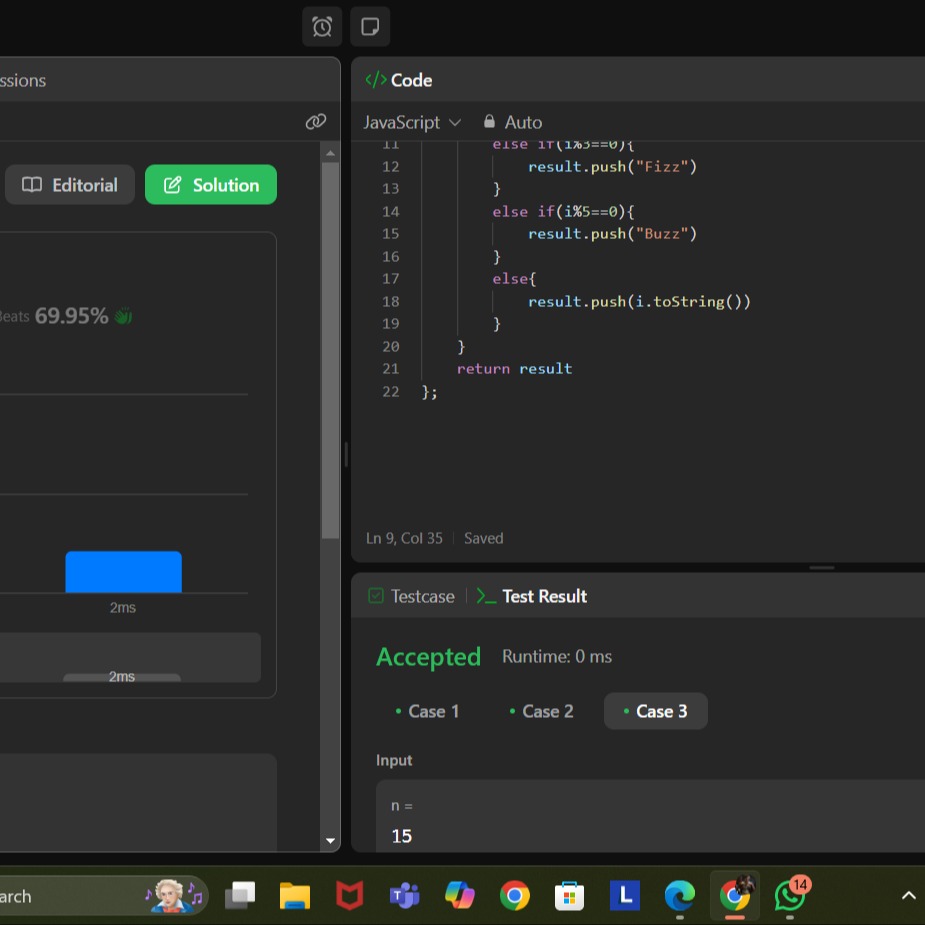 ssions
Editorial
Solution
Beats 69.95%
2ms
2ms
</> Code
JavaScript
Auto
11 else if(i%3==0){
12 result.push("Fizz")
13 }
14 else if(i%5==0){
15 result.push("Buzz")
16 }
17 else{
18 result.push(i.toString())
19 }
20 }
21 return result
22 };
Ln 9, Col 35
Saved
Testcase
>_ Test Result
Accepted
Runtime: 0 ms
Case 1
Case 2
Case 3
Input
n =
15
arch
L
14